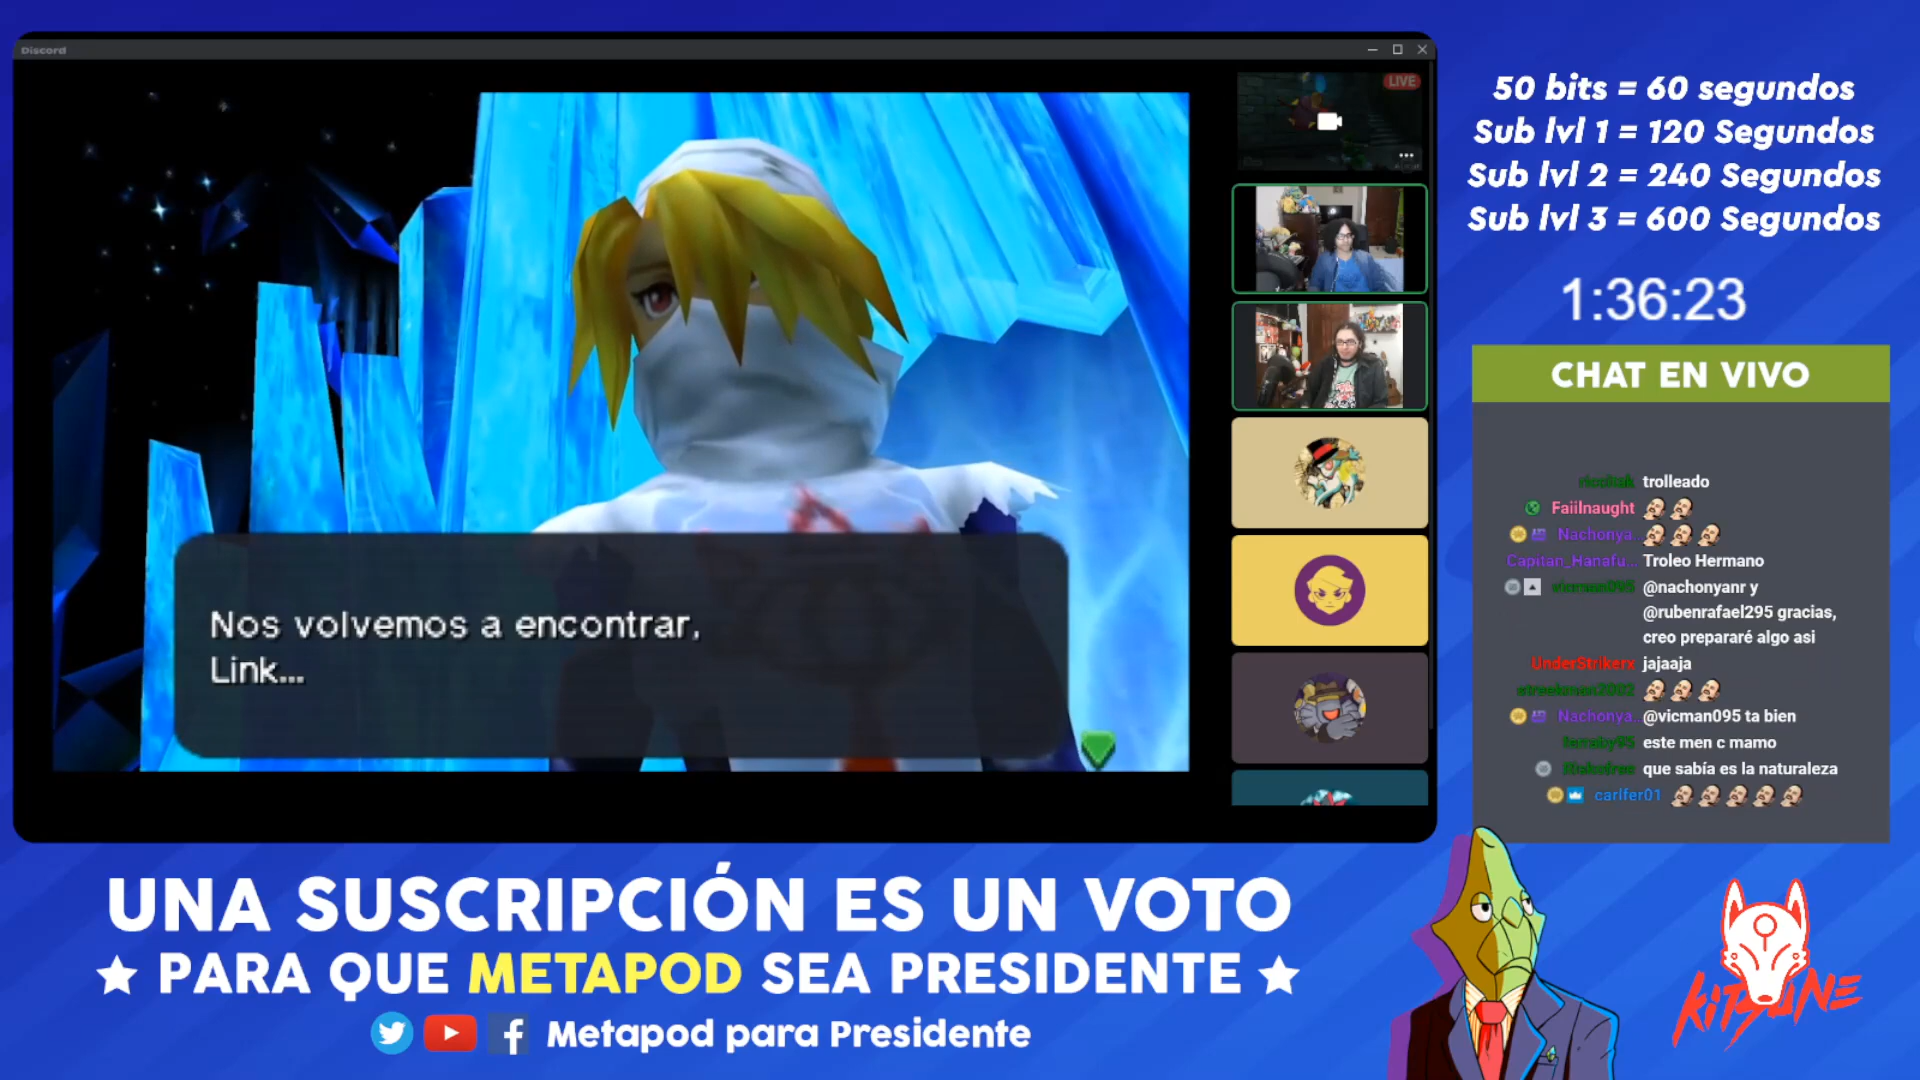 Discord
LIVE
Nos volvemos a encontrar,
Link...
50 bits = 60 segundos
Sub lvl 1 = 120 Segundos
Sub lvl 2 = 240 Segundos
Sub lvl 3 = 600 Segundos
1:36:23
CHAT EN VIVO
trolleado
Faiilnaught
Nachonya...
Capitan_Hanafu... Troleo Hermano
vicman095 @nachonyanr y
@rubenrafael295 gracias,
creo prepararé algo asi
UnderStrikerx jajaaja
Nachonya... @vicman095 ta bien
este men c mamo
que sabía es la naturaleza
carlfer01
UNA SUSCRIPCIÓN ES UN VOTO
PARA QUE METAPOD SEA PRESIDENTE
Metapod para Presidente
KITSUNE